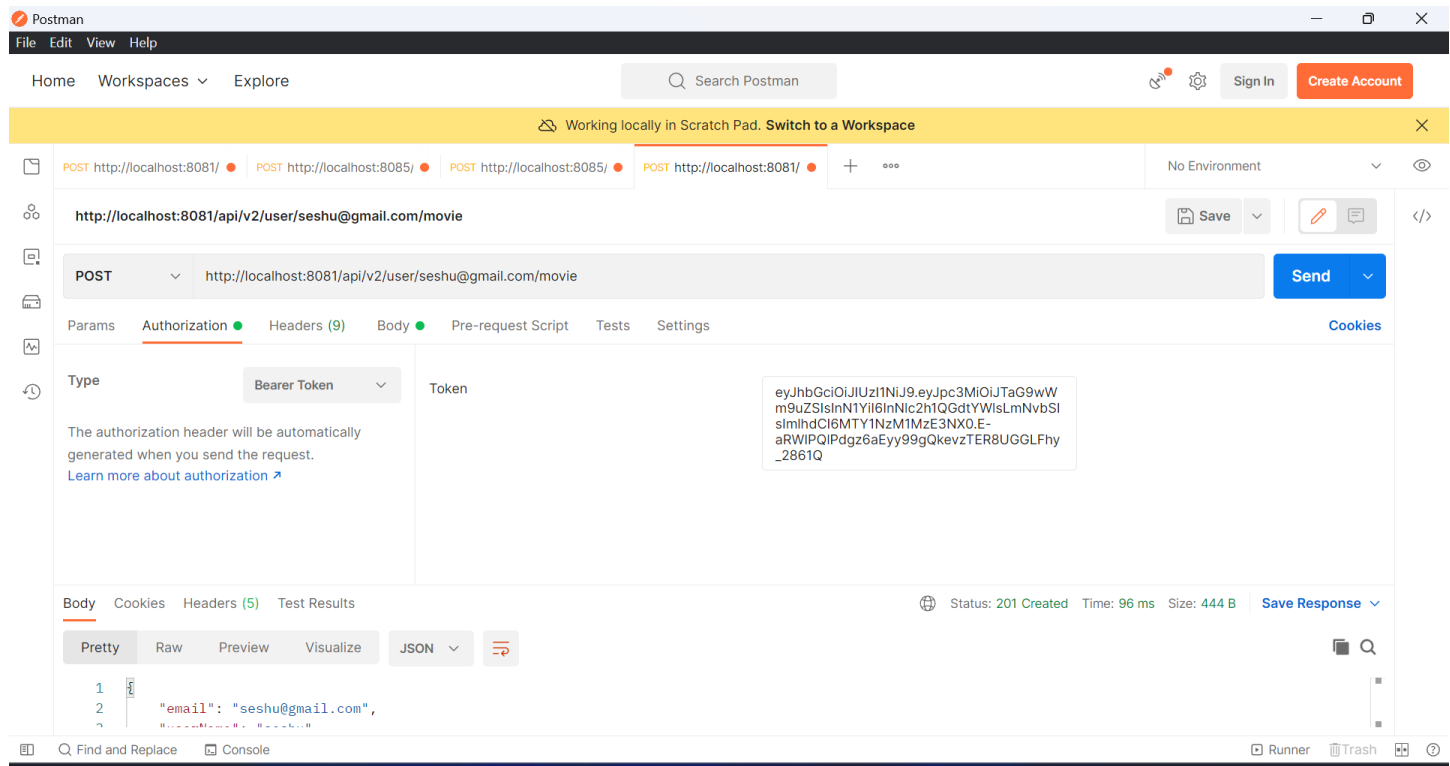 Postman
File Edit View Help
Home Workspaces Explore Search Postman Sign In Create Account
Working locally in Scratch Pad. Switch to a Workspace
POST http://localhost:8081/ POST http://localhost:8085/ POST http://localhost:8085/ POST http://localhost:8081/ No Environment
http://localhost:8081/api/v2/user/seshu@gmail.com/movie Save
POST http://localhost:8081/api/v2/user/seshu@gmail.com/movie Send
Params Authorization Headers (9) Body Pre-request Script Tests Settings Cookies
Type Bearer Token Token
eyJhbGciOiJIUzI1NiJ9.eyJpc3MiOiJTaG9wW
m9uZSIsInN1YiI6InNlc2h1QGdtYWlsLmNvbSI
sImlhdCI6MTY1NzM1MzE3NX0.E-
aRWIPQIPdgz6aEyy99gQkevzTER8UGGLFhy
_2861Q
The authorization header will be automatically
generated when you send the request.
Learn more about authorization
Body Cookies Headers (5) Test Results Status: 201 Created Time: 96 ms Size: 444 B Save Response
Pretty Raw Preview Visualize JSON
1 {
2 "email": "seshu@gmail.com",
Find and Replace Console Runner Trash